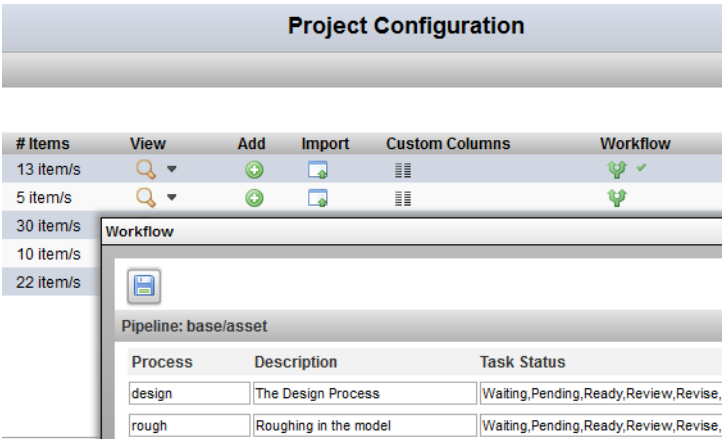 Project Configuration
# Items View Add Import Custom Columns Workflow
13 item/s
5 item/s
30 item/s
Workflow
10 item/s
22 item/s
Pipeline: base/asset
Process Description Task Status
design The Design Process Waiting,Pending,Ready,Review,Revise,
rough Roughing in the model Waiting,Pending,Ready,Review,Revise,